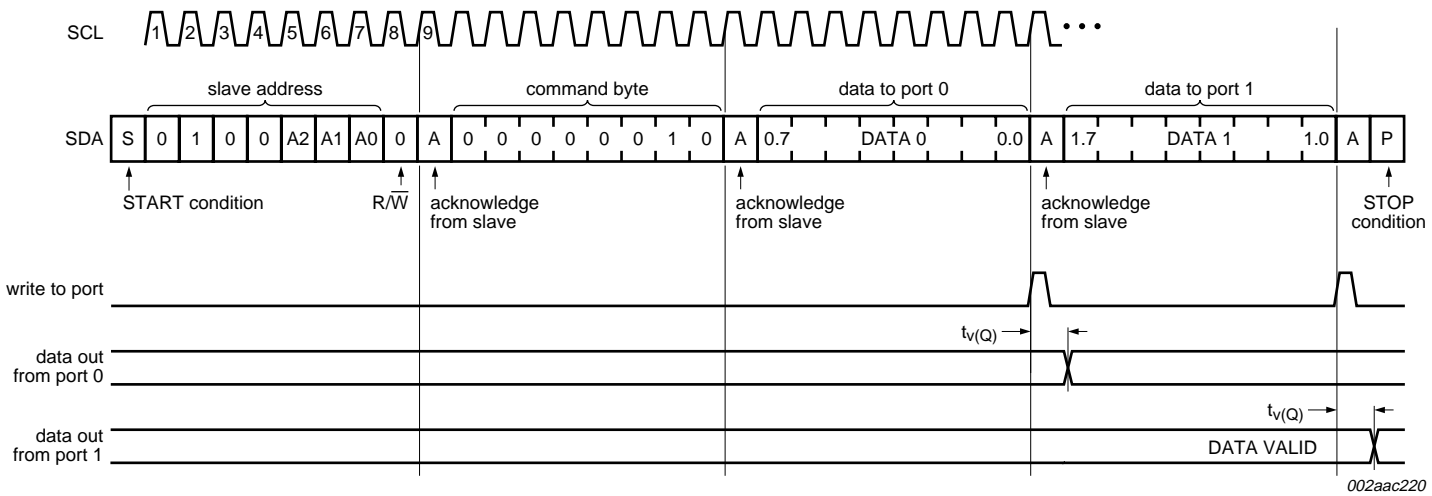 SCL 1 2 3 4 5 6 7 8 9 • • •
slave address command byte data to port 0 data to port 1
SDA S 0 1 0 0 A2 A1 A0 0 A 0 0 0 0 0 0 1 0 A 0.7 DATA 0 0.0 A 1.7 DATA 1 1.0 A P
START condition R/W̅ acknowledge acknowledge acknowledge STOP
from slave from slave from slave condition
write to port
tv(Q)
data out
from port 0
tv(Q)
data out
from port 1 DATA VALID
002aac220